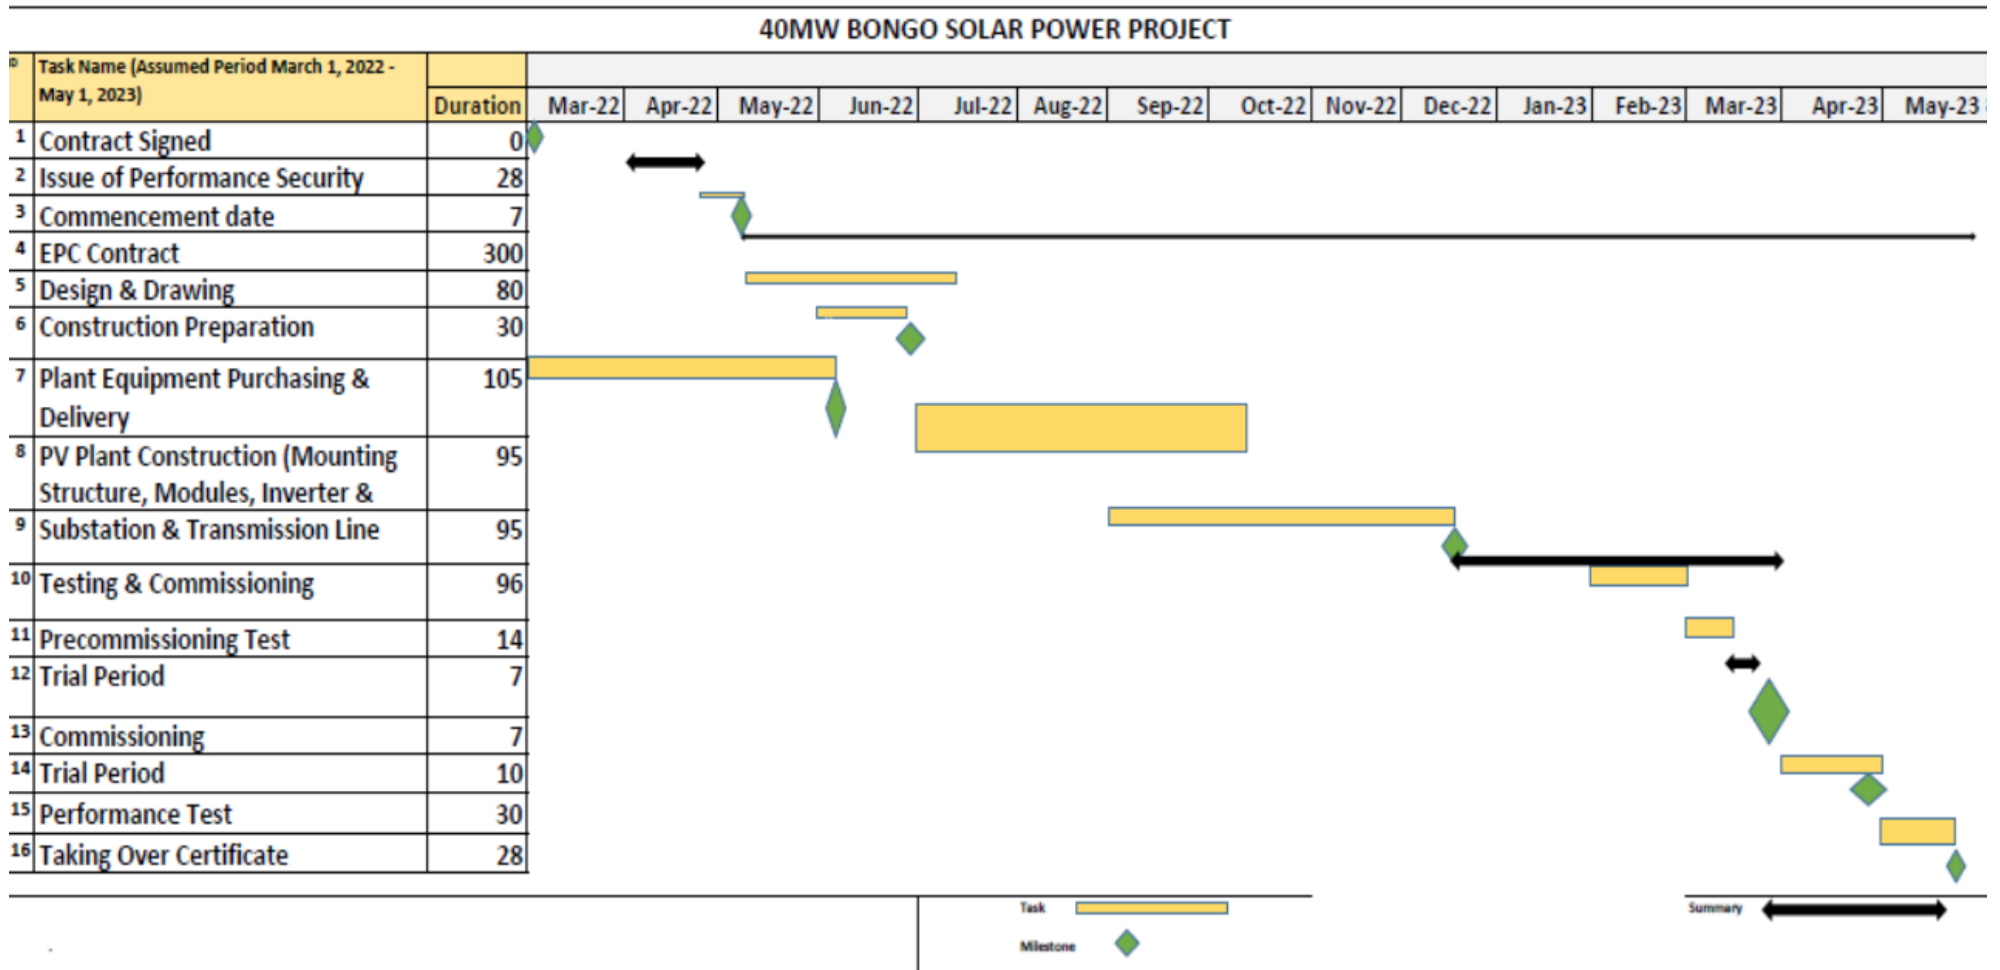 40MW BONGO SOLAR POWER PROJECT
Task Name (Assumed Period March 1, 2022 -
May 1, 2023)
Duration Mar-22 Apr-22 May-22 Jun-22 Jul-22 Aug-22 Sep-22 Oct-22 Nov-22 Dec-22 Jan-23 Feb-23 Mar-23 Apr-23 May-23
1 Contract Signed 0
2 Issue of Performance Security 28
3 Commencement date 7
4 EPC Contract 300
5 Design & Drawing 80
6 Construction Preparation 30
7 Plant Equipment Purchasing & 105
Delivery
8 PV Plant Construction (Mounting 95
Structure, Modules, Inverter &
9 Substation & Transmission Line 95
10 Testing & Commissioning 96
11 Precommissioning Test 14
12 Trial Period 7
13 Commissioning 7
14 Trial Period 10
15 Performance Test 30
16 Taking Over Certificate 28
Task
Summary
Milestone